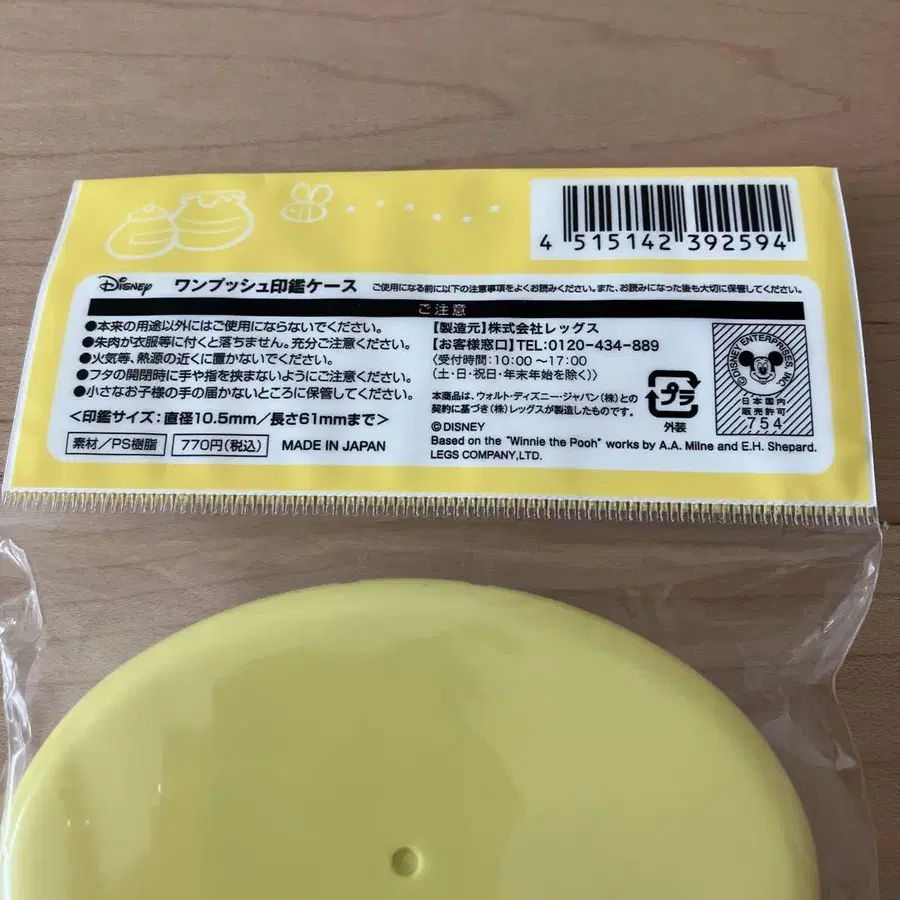 4 515142 392594
Disney ワンプッシュ印鑑ケース ご使用になる前に以下の注意事項をよくお読みください。また、お読みになった後も大切に保管してください。
ご注意
●本来の用途以外にはご使用にならないでください。
●朱肉が衣服等に付くと落ちません。充分ご注意ください。
●火気等、熱源の近くに置かないでください。
●フタの開閉時に手や指を挟まないようにご注意ください。
●小さなお子様の手の届かないところに保管してください。
<印鑑サイズ:直径10.5mm/長さ61mmまで>
素材/PS樹脂 770円(税込) MADE IN JAPAN
【製造元】株式会社レッグス
【お客様窓口】TEL:0120-434-889
〈受付時間:10:00～17:00
(土・日・祝日・年末年始を除く)〉
本商品は、ウォルト・ディズニー・ジャパン(株)との
契約に基づき(株)レッグスが製造したものです。
©DISNEY
Based on the "Winnie the Pooh" works by A.A. Milne and E.H. Shepard.
LEGS COMPANY,LTD.
プラ
外装
©DISNEY ENTERPRISES, INC.
日本国内
販売許可
754